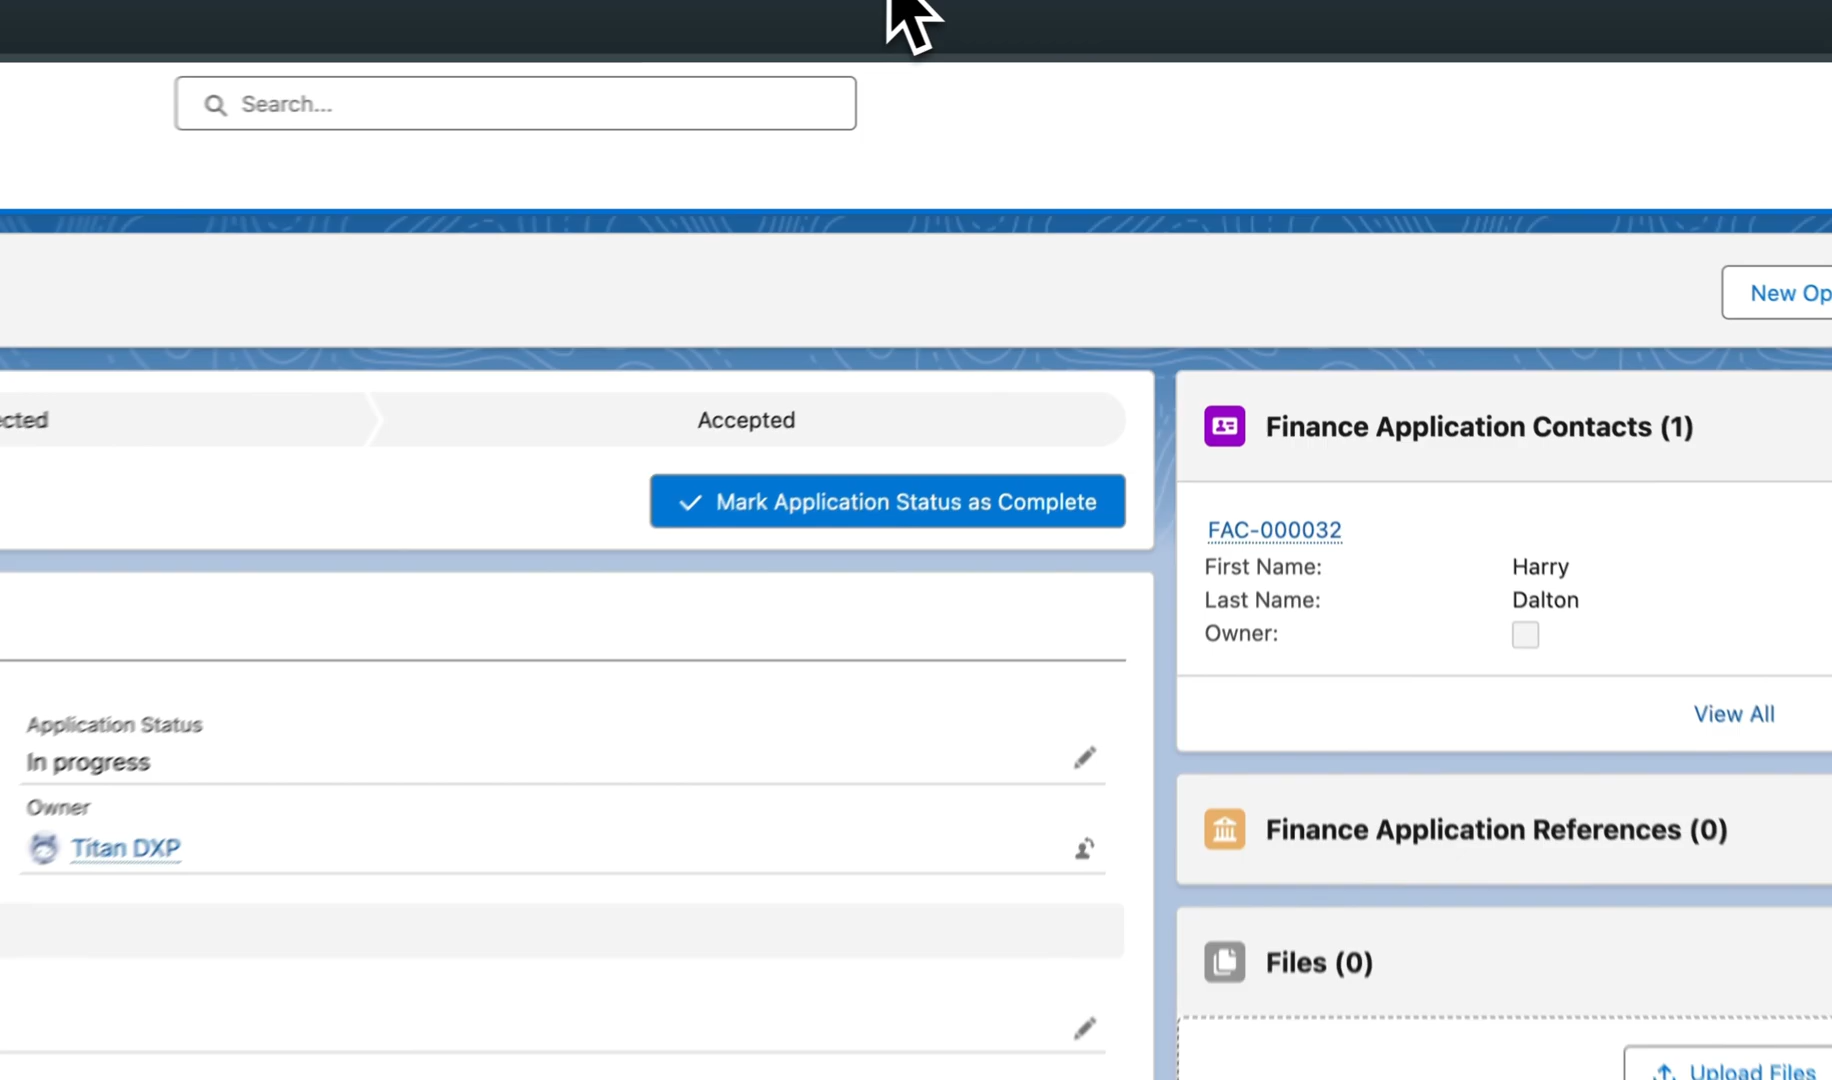 Search...
New Op
ected
Accepted
Mark Application Status as Complete
Finance Application Contacts (1)
FAC-000032
First Name: Harry
Last Name: Dalton
Owner:
View All
Application Status
In progress
Owner
Titan DXP
Finance Application References (0)
Files (0)
Upload Files